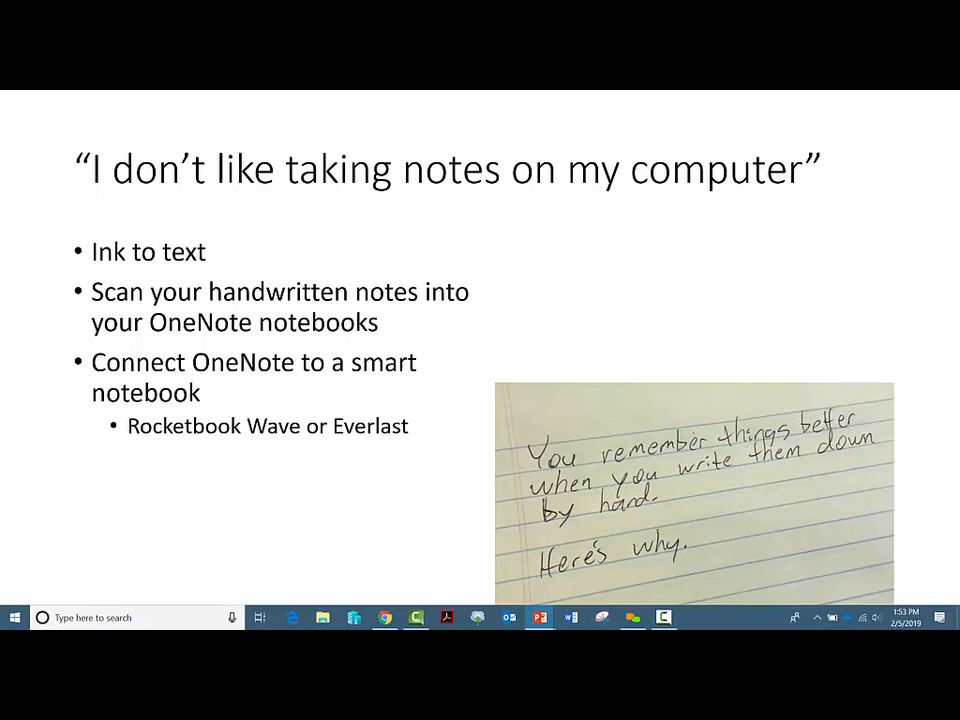 “I don’t like taking notes on my computer”
• Ink to text
• Scan your handwritten notes into
your OneNote notebooks
• Connect OneNote to a smart
notebook
• Rocketbook Wave or Everlast
You remember things better
when you write them down
by hand.
Here's why.
Type here to search
1:53 PM
2/5/2019